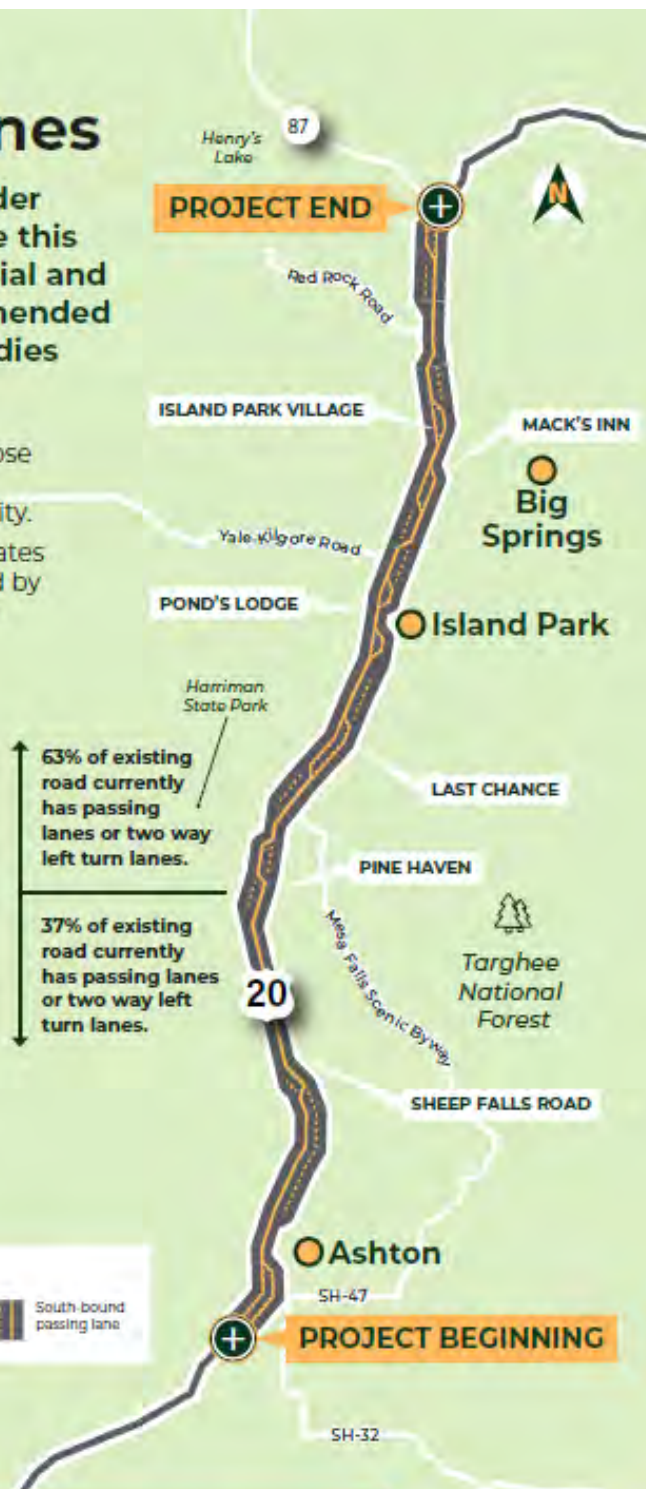 nes
der
e this
ial and
mended
dies
ose
ity.
ates
d by
Henry's
Lake
87
PROJECT END
N
Red Rock Road
ISLAND PARK VILLAGE
MACK'S INN
Big
Springs
Yale-Kilgore Road
POND'S LODGE
Island Park
Harriman
State Park
63% of existing
road currently
has passing
lanes or two way
left turn lanes.
LAST CHANCE
PINE HAVEN
37% of existing
road currently
has passing lanes
or two way left
turn lanes.
20
Mesa Falls Scenic Byway
Targhee
National
Forest
SHEEP FALLS ROAD
Ashton
South-bound
passing lane
SH-47
PROJECT BEGINNING
SH-32